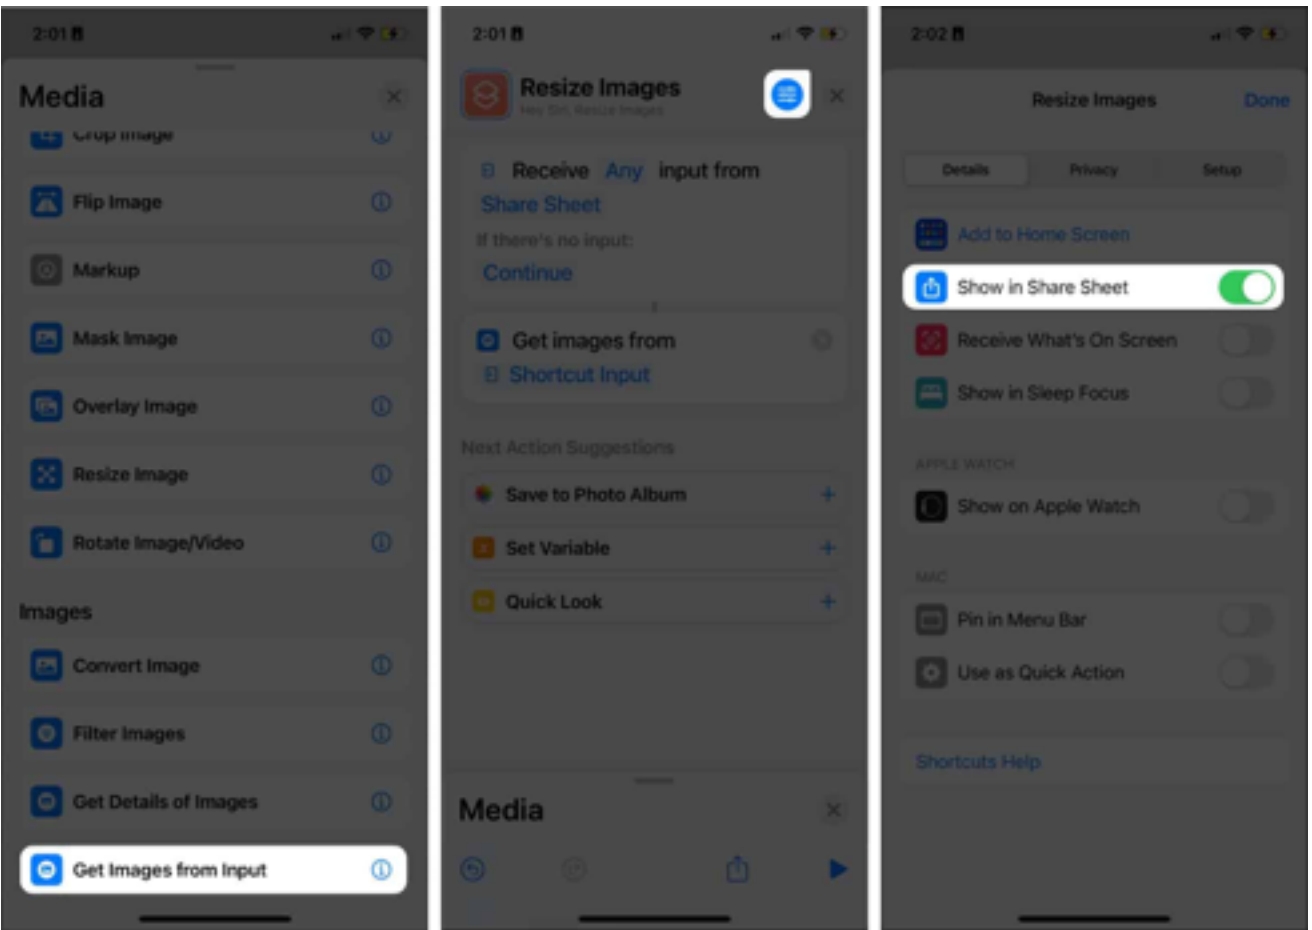 2:01
Media
Crop Image
Flip Image
Markup
Mask Image
Overlay Image
Resize Image
Rotate Image/Video
Images
Convert Image
Filter Images
Get Details of Images
Get Images from Input
2:01
Resize Images
Hey Siri, Resize Images
Receive Any input from
Share Sheet
If there's no input:
Continue
Get images from
Shortcut Input
Next Action Suggestions
Save to Photo Album
Set Variable
Quick Look
Media
2:02
Resize Images Done
Details Privacy Setup
Add to Home Screen
Show in Share Sheet
Receive What's On Screen
Show in Sleep Focus
APPLE WATCH
Show on Apple Watch
MAC
Pin in Menu Bar
Use as Quick Action
Shortcuts Help